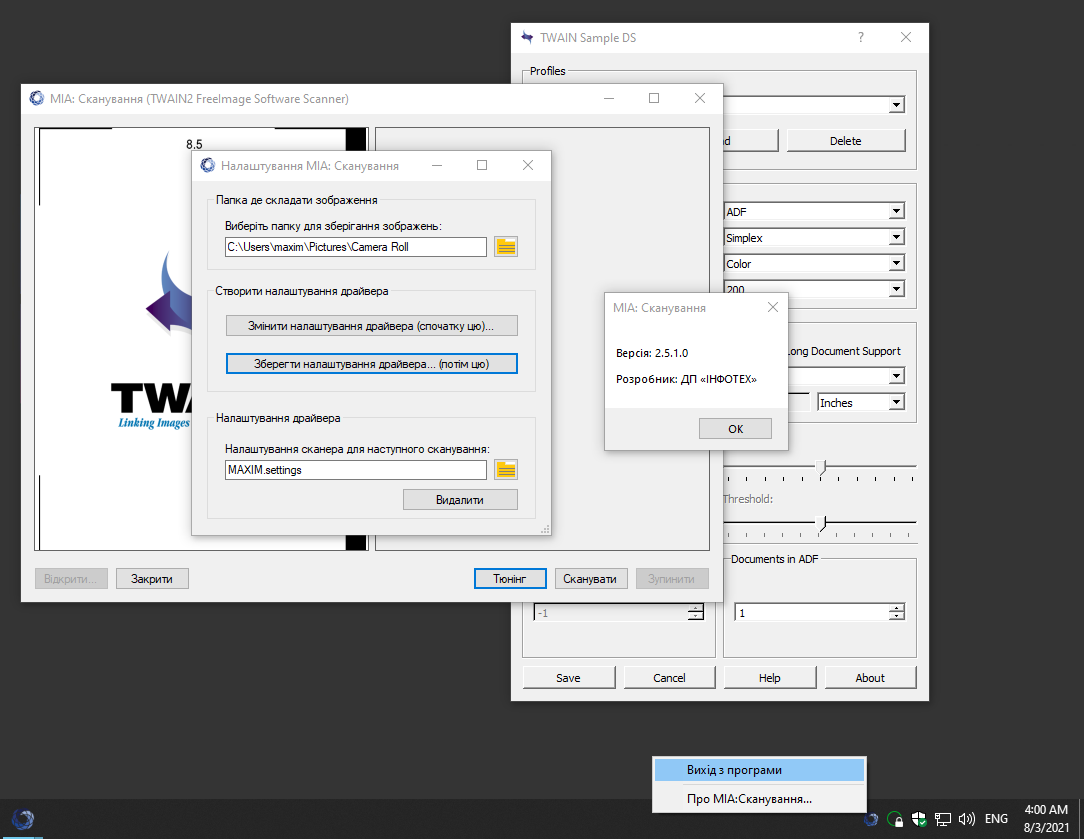 TWAIN Sample DS
?
Profiles
Delete
ADF
Simplex
Color
200
Long Document Support
Inches
Threshold:
Documents in ADF
-1
1
Save
Cancel
Help
About
МІА: Сканування (TWAIN2 FreeImage Software Scanner)
8.5
Linking Images
Відкрити...
Закрити
Тюнінг
Сканувати
Зупинити
Налаштування МІА: Сканування
Папка де складати зображення
Виберіть папку для зберігання зображень:
C:\Users\maxim\Pictures\Camera Roll
Створити налаштування драйвера
Змінити налаштування драйвера (спочатку цю)...
Зберегти налаштування драйвера... (потім цю)
Налаштування драйвера
Налаштування сканера для наступного сканування:
MAXIM.settings
Видалити
МІА: Сканування
Версія: 2.5.1.0
Розробник: ДП «ІНФОТЕХ»
OK
Вихід з програми
Про МІА:Сканування...
ENG
4:00 AM
8/3/2021